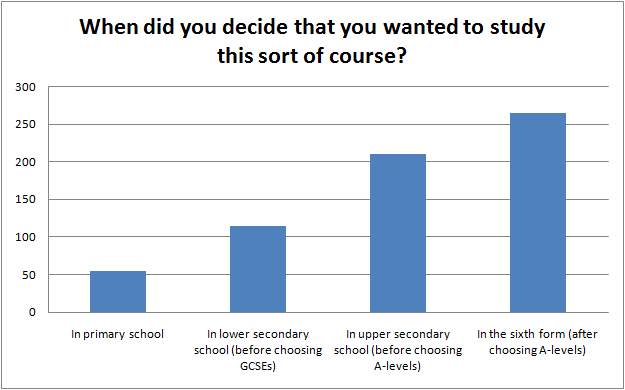 When did you decide that you wanted to study
this sort of course?
300
250
200
150
100
50
0
In primary school
In lower secondary
school (before choosing
GCSEs)
In upper secondary
school (before choosing
A-levels)
In the sixth form (after
choosing A-levels)